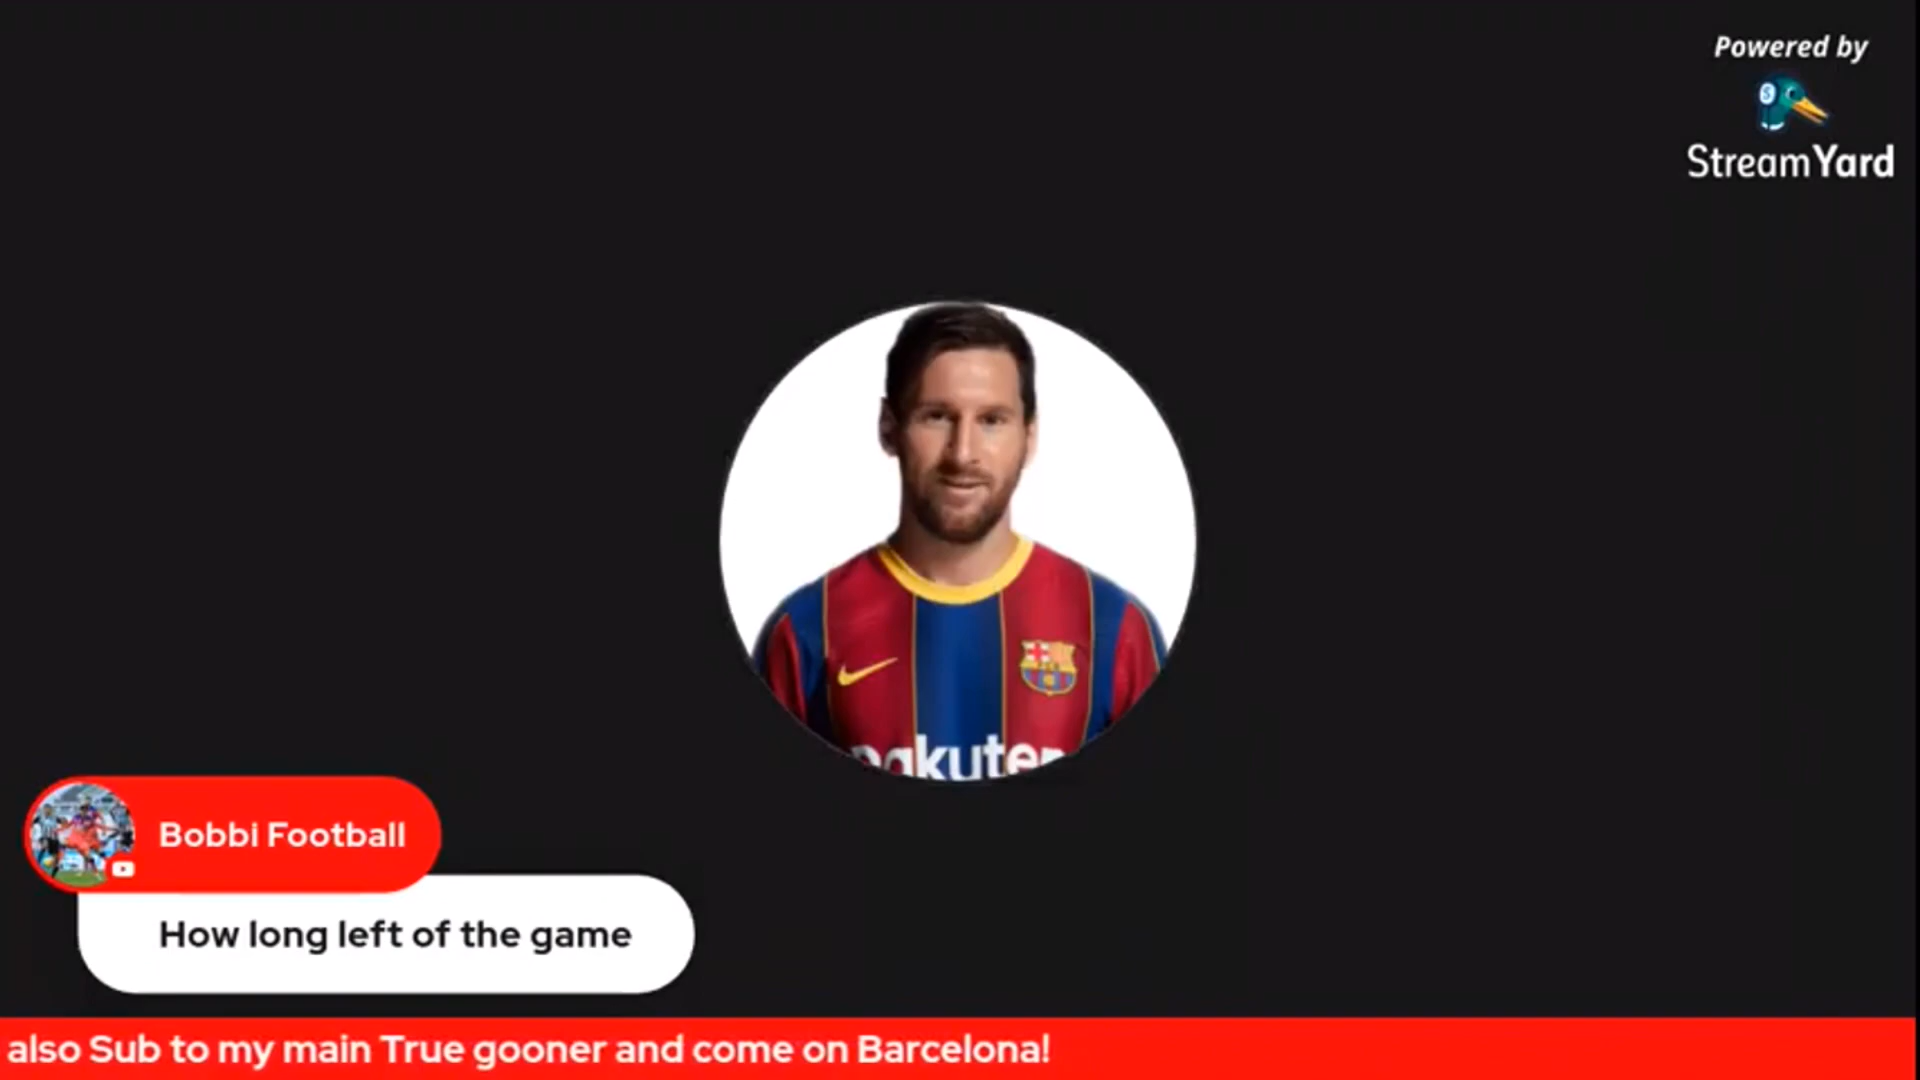 Powered by
StreamYard
Rakuten
Bobbi Football
How long left of the game
also Sub to my main True gooner and come on Barcelona!